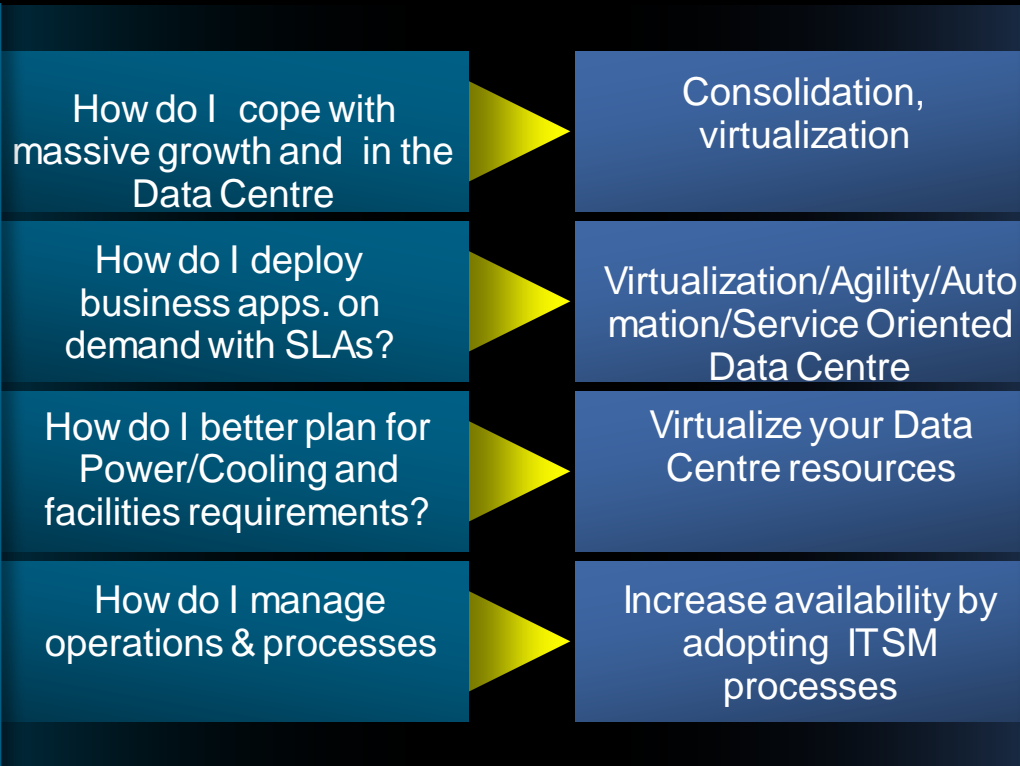 How do I cope with
massive growth and in the
Data Centre
Consolidation,
virtualization
How do I deploy
business apps. on
demand with SLAs?
Virtualization/Agility/Auto
mation/Service Oriented
Data Centre
How do I better plan for
Power/Cooling and
facilities requirements?
Virtualize your Data
Centre resources
How do I manage
operations & processes
Increase availability by
adopting ITSM
processes